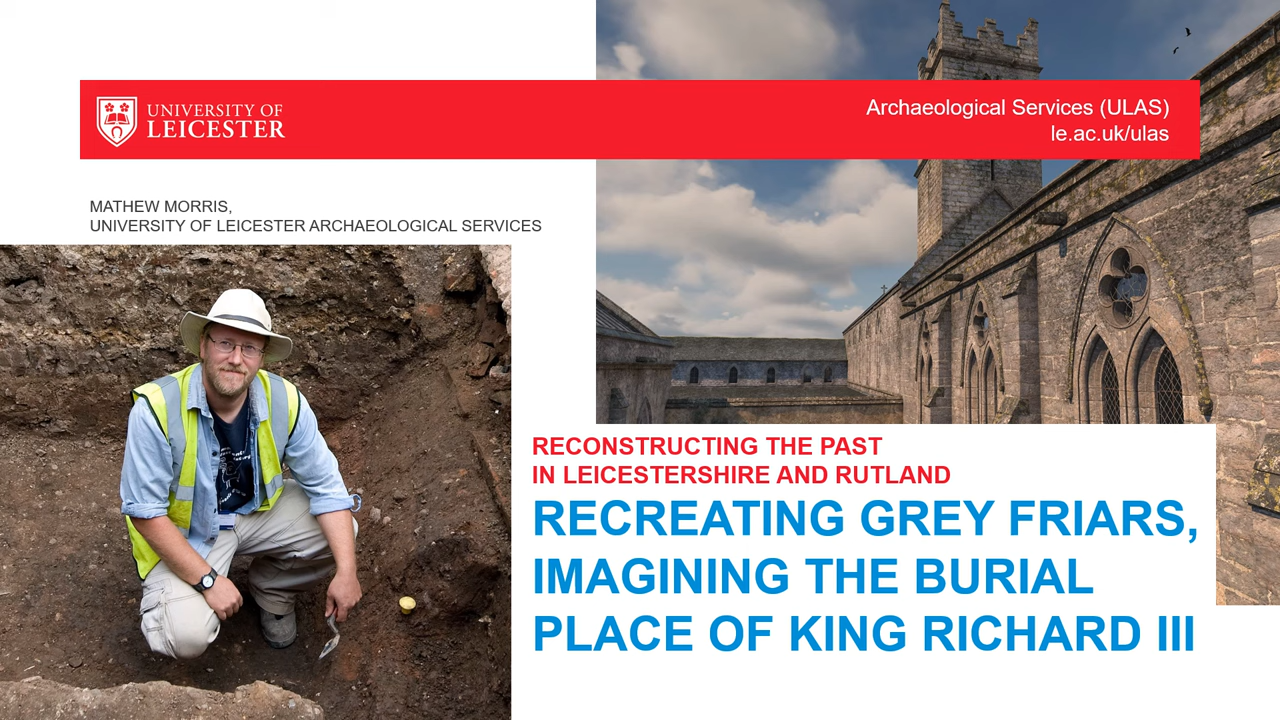 UNIVERSITY OF
LEICESTER
Archaeological Services (ULAS)
le.ac.uk/ulas
MATHEW MORRIS,
UNIVERSITY OF LEICESTER ARCHAEOLOGICAL SERVICES
RECONSTRUCTING THE PAST
IN LEICESTERSHIRE AND RUTLAND
RECREATING GREY FRIARS,
IMAGINING THE BURIAL
PLACE OF KING RICHARD III